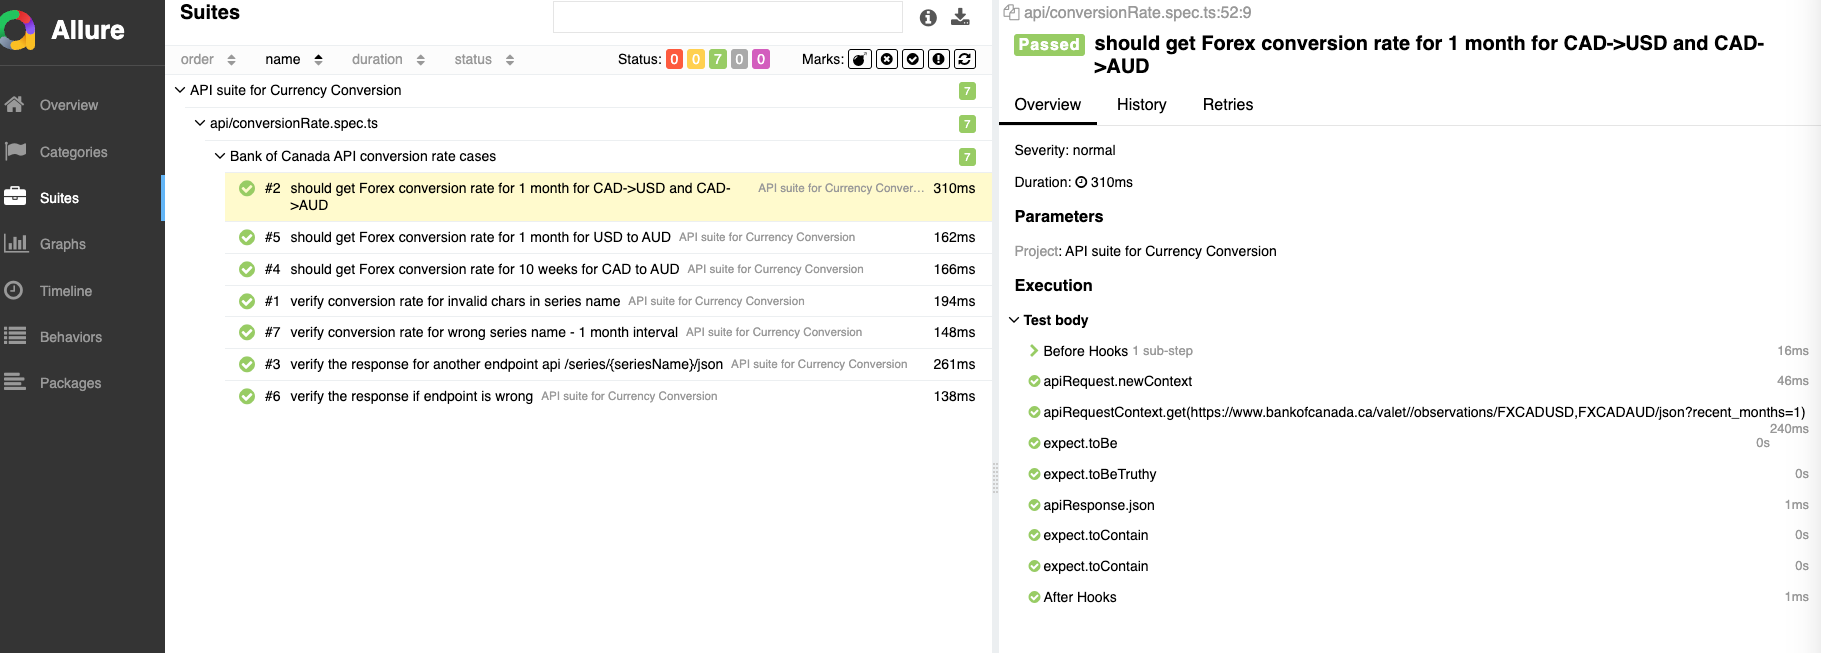 Allure
Overview
Categories
Suites
Graphs
Timeline
Behaviors
Packages
Suites
order name duration status Status: 0 0 7 0 0 Marks:
API suite for Currency Conversion 7
api/conversionRate.spec.ts 7
Bank of Canada API conversion rate cases 7
#2 should get Forex conversion rate for 1 month for CAD->USD and CAD- API suite for Currency Conver... 310ms
>AUD
#5 should get Forex conversion rate for 1 month for USD to AUD API suite for Currency Conversion 162ms
#4 should get Forex conversion rate for 10 weeks for CAD to AUD API suite for Currency Conversion 166ms
#1 verify conversion rate for invalid chars in series name API suite for Currency Conversion 194ms
#7 verify conversion rate for wrong series name - 1 month interval API suite for Currency Conversion 148ms
#3 verify the response for another endpoint api /series/{seriesName}/json API suite for Currency Conversion 261ms
#6 verify the response if endpoint is wrong API suite for Currency Conversion 138ms
api/conversionRate.spec.ts:52:9
Passed should get Forex conversion rate for 1 month for CAD->USD and CAD-
>AUD
Overview History Retries
Severity: normal
Duration: 310ms
Parameters
Project: API suite for Currency Conversion
Execution
Test body
Before Hooks 1 sub-step 16ms
apiRequest.newContext 46ms
apiRequestContext.get(https://www.bankofcanada.ca/valet//observations/FXCADUSD,FXCADAUD/json?recent_months=1)
240ms
expect.toBe 0s
expect.toBeTruthy 0s
apiResponse.json 1ms
expect.toContain 0s
expect.toContain 0s
After Hooks 1ms